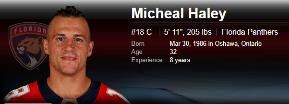 FLORIDA
Micheal Haley
#18 C 5' 11", 205 lbs Florida Panthers
Born Mar 30, 1986 in Oshawa, Ontario
Age 32
Experience 8 years